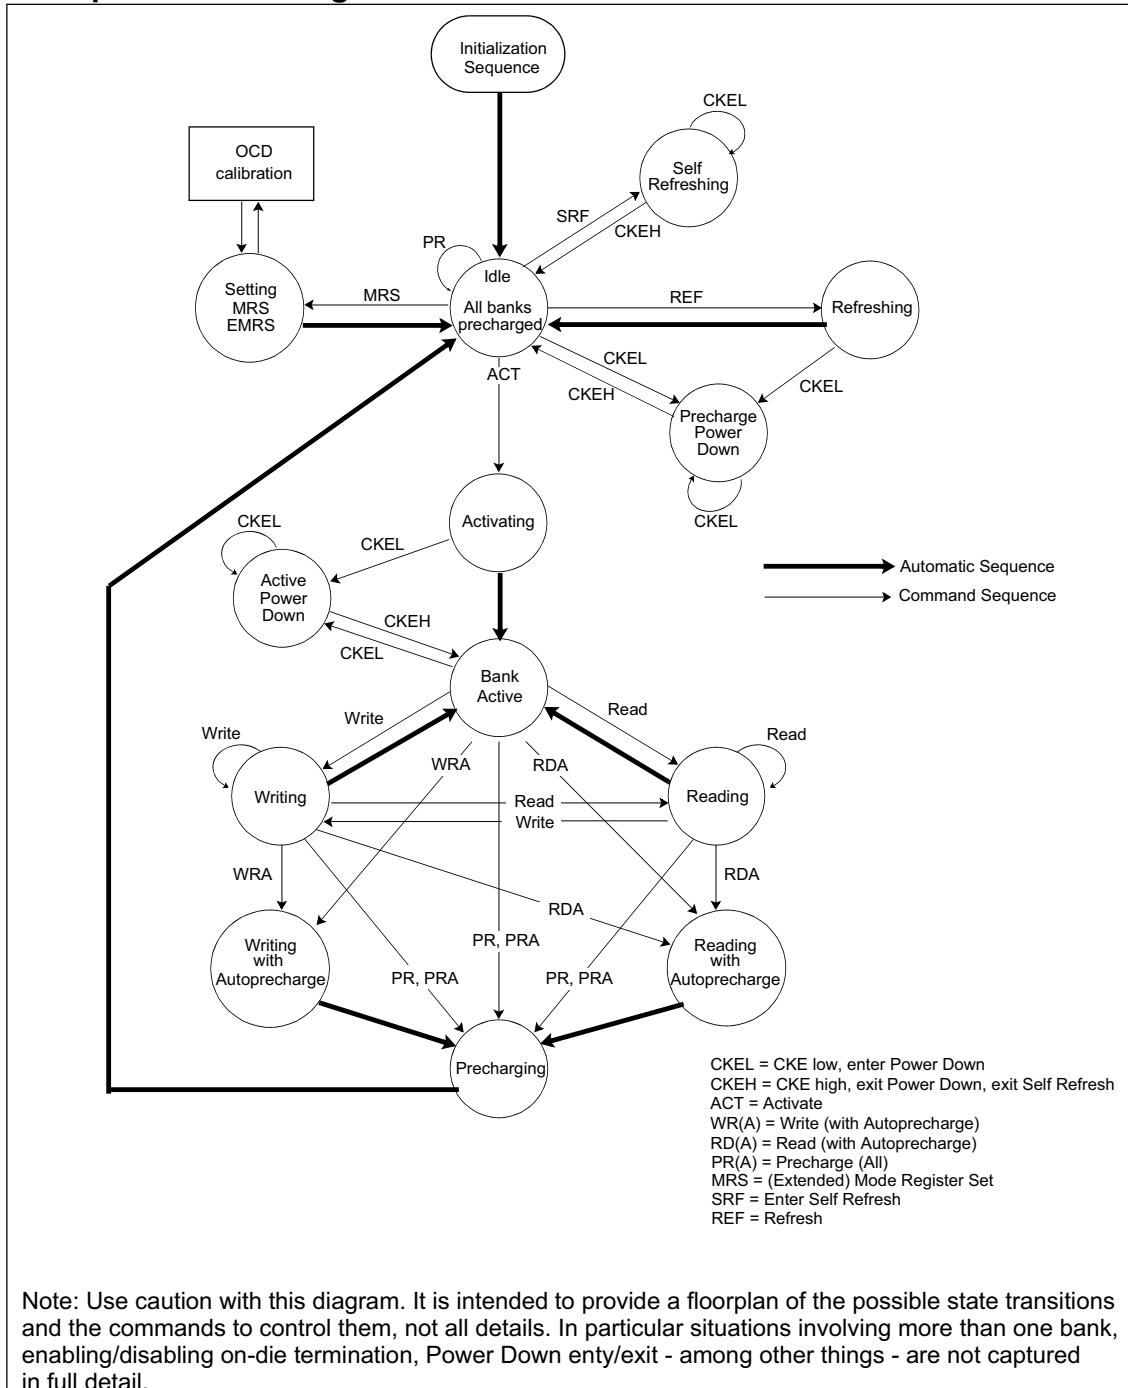 Initialization
Sequence
CKEL
OCD
calibration
Self
Refreshing
SRF
CKEH
PR
Idle
Setting
MRS
EMRS
MRS
All banks
precharged
REF
Refreshing
CKEL
CKEH
ACT
CKEL
Precharge
Power
Down
CKEL
Activating
CKEL
CKEL
Active
Power
Down
Automatic Sequence
Command Sequence
CKEH
CKEL
Bank
Active
Write
Read
Write
Read
WRA
RDA
Writing
Reading
Read
Write
WRA
RDA
RDA
Writing
with
Autoprecharge
PR, PRA
Reading
with
Autoprecharge
PR, PRA
PR, PRA
Precharging
CKEL = CKE low, enter Power Down
CKEH = CKE high, exit Power Down, exit Self Refresh
ACT = Activate
WR(A) = Write (with Autoprecharge)
RD(A) = Read (with Autoprecharge)
PR(A) = Precharge (All)
MRS = (Extended) Mode Register Set
SRF = Enter Self Refresh
REF = Refresh
Note: Use caution with this diagram. It is intended to provide a floorplan of the possible state transitions
and the commands to control them, not all details. In particular situations involving more than one bank,
enabling/disabling on-die termination, Power Down enty/exit - among other things - are not captured
in full detail.